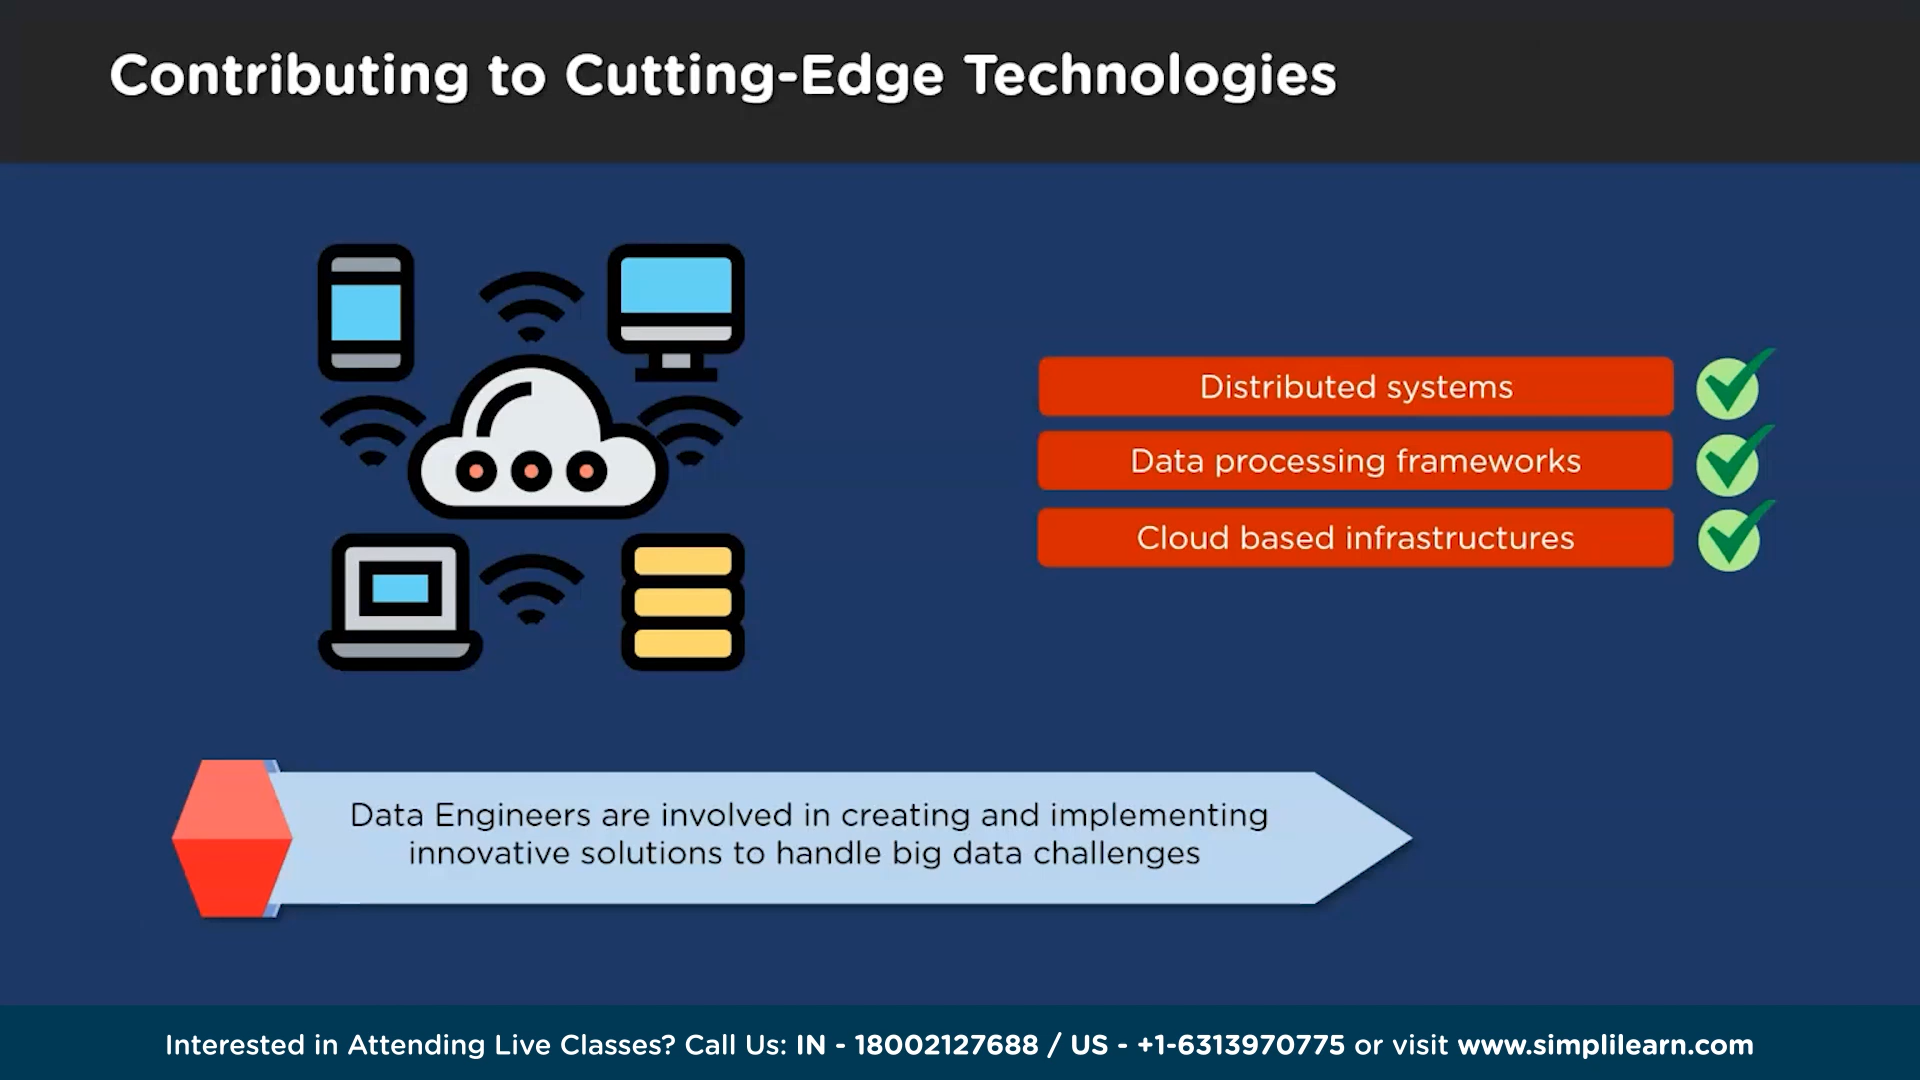 Contributing to Cutting-Edge Technologies
Distributed systems
Data processing frameworks
Cloud based infrastructures
Data Engineers are involved in creating and implementing
innovative solutions to handle big data challenges
Interested in Attending Live Classes? Call Us: IN - 18002127688 / US - +1-6313970775 or visit www.simplilearn.com